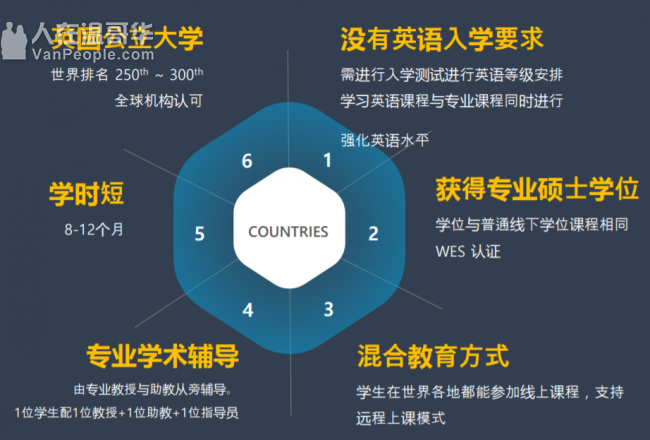 人在温哥华
VanPeople.com
英国公立大学
世界排名 250th ~ 300th
全球机构认可
没有英语入学要求
需进行入学测试进行英语等级安排
学习英语课程与专业课程同时进行
强化英语水平
6
1
学时短
8-12个月
获得专业硕士学位
学位与普通线下学位课程相同
WES 认证
5
COUNTRIES
2
4
3
专业学术辅导
由专业教授与助教从旁辅导。
1位学生配1位教授+1位助教+1位指导员
混合教育方式
学生在世界各地都能参加线上课程，支持
远程上课模式